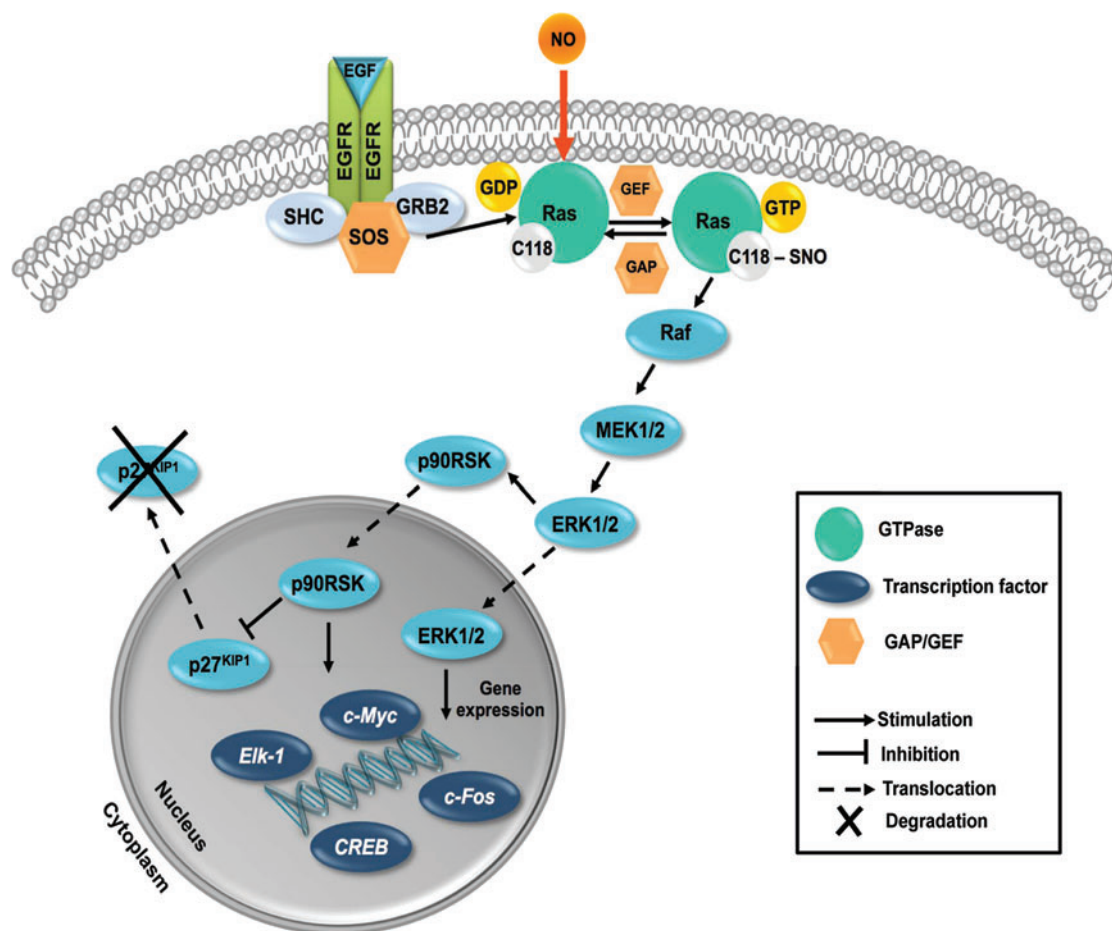 NO
EGF
EGFR
EGFR
SHC
GRB2
SOS
GDP
Ras
C118
GEF
GAP
Ras
GTP
C118 – SNO
Raf
MEK1/2
ERK1/2
p90RSK
p27KIP1
p90RSK
p27KIP1
ERK1/2
Gene
expression
c-Myc
Elk-1
c-Fos
CREB
Nucleus
Cytoplasm
GTPase
Transcription factor
GAP/GEF
Stimulation
Inhibition
Translocation
Degradation